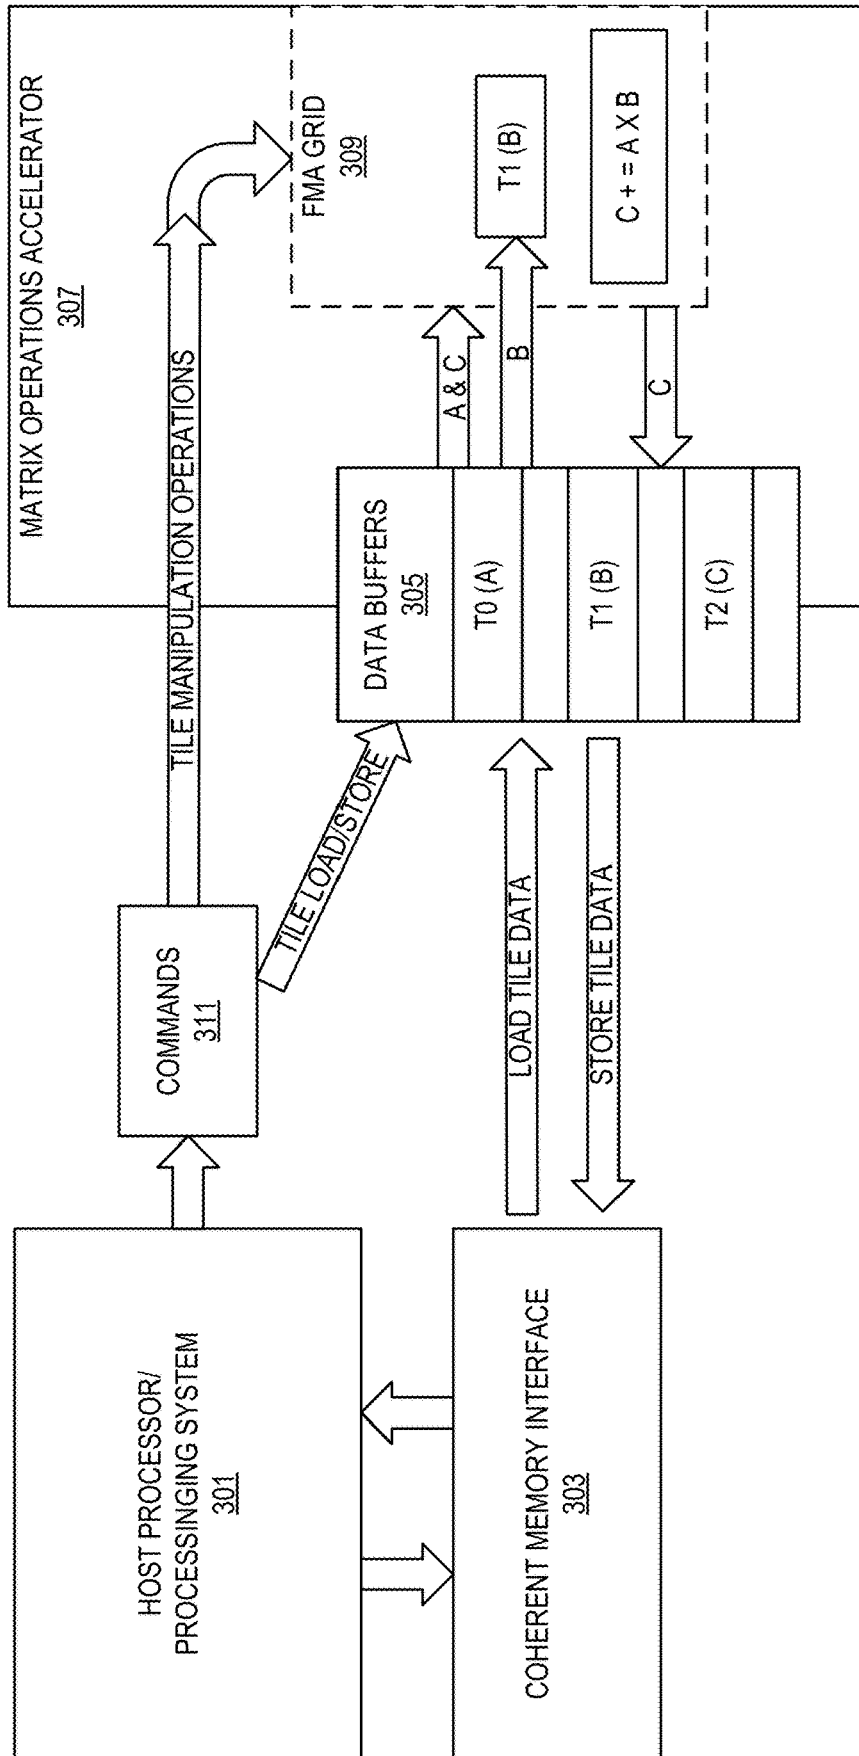 HOST PROCESSOR/
PROCESSINGING SYSTEM
301
COHERENT MEMORY INTERFACE
303
COMMANDS
311
TILE MANIPULATION OPERATIONS
TILE LOAD/STORE
LOAD TILE DATA
STORE TILE DATA
MATRIX OPERATIONS ACCELERATOR
307
DATA BUFFERS
305
T0 (A)
T1 (B)
T2 (C)
A & C
B
C
FMA GRID
309
T1 (B)
C + = A X B